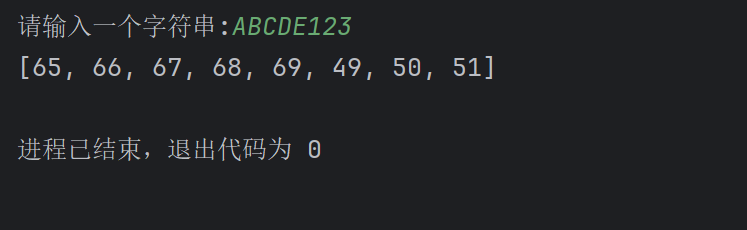 请输入一个字符串:ABCDE123
[65, 66, 67, 68, 69, 49, 50, 51]
进程已结束，退出代码为 0